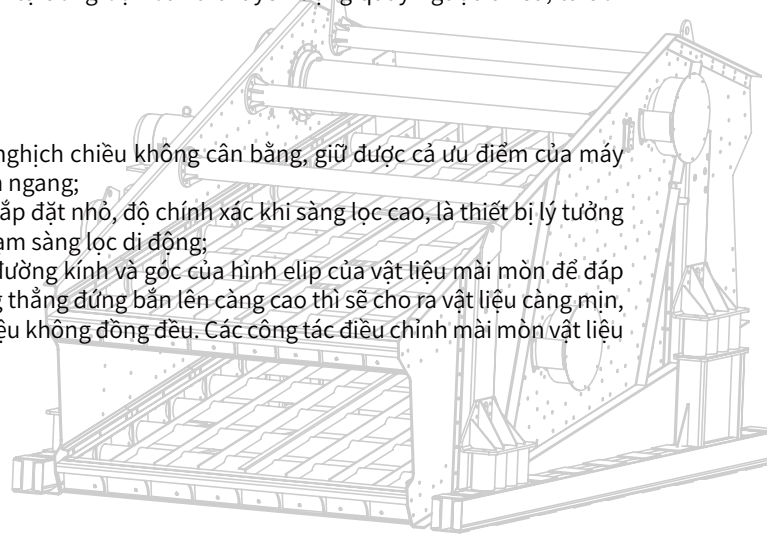 nghịch chiều không cân bằng, giữ được cả ưu điểm của máy
ngang;
ắp đặt nhỏ, độ chính xác khi sàng lọc cao, là thiết bị lý tưởng
ạm sàng lọc di động;
đường kính và góc của hình elip của vật liệu mài mòn để đáp
thẳng đứng bắn lên càng cao thì sẽ cho ra vật liệu càng mịn,
ệu không đồng đều. Các công tác điều chỉnh mài mòn vật liệu